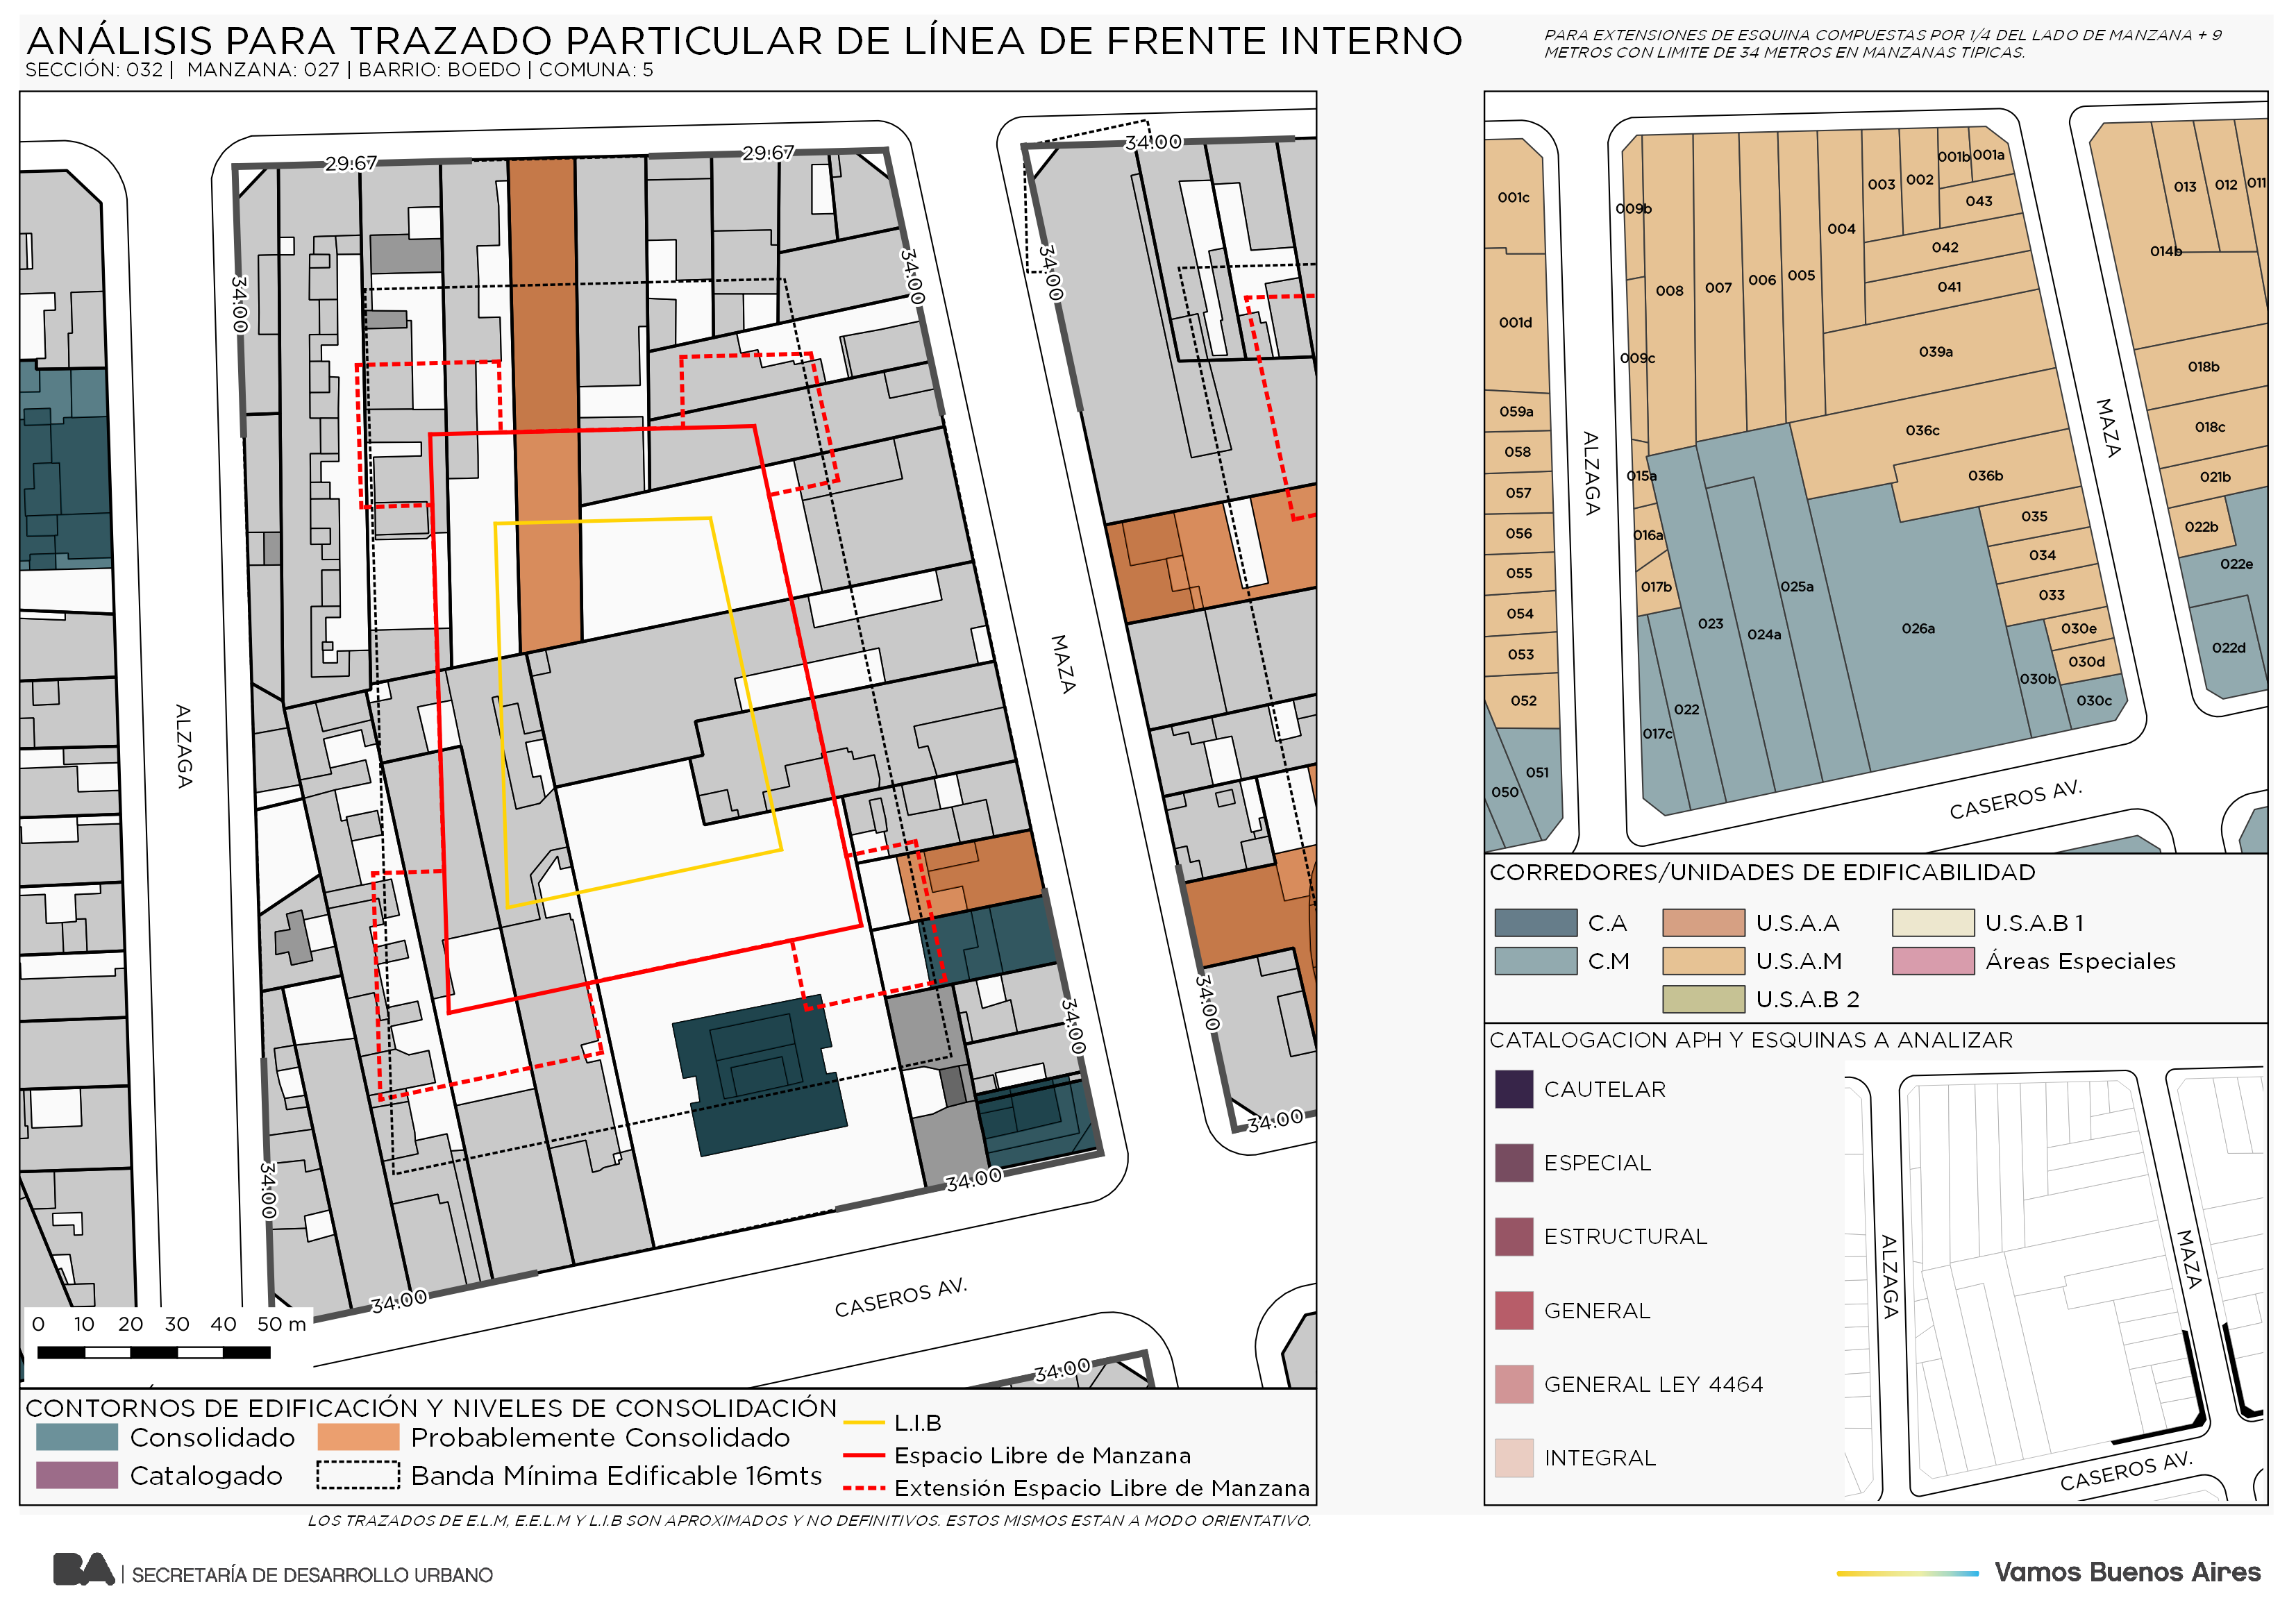 ANÁLISIS PARA TRAZADO PARTICULAR DE LÍNEA DE FRENTE INTERNO
SECCIÓN: 032 | MANZANA: 027 | BARRIO: BOEDO | COMUNA: 5
PARA EXTENSIONES DE ESQUINA COMPUESTAS POR 1/4 DEL LADO DE MANZANA + 9
METROS CON LIMITE DE 34 METROS EN MANZANAS TIPICAS.
29.67
29.67
34.00
34.00
34.00
34.00
ALZAGA
MAZA
34.00
34.00
34.00
34.00
34.00
34.00
34.00
CASEROS AV.
0 10 20 30 40 50 m
CONTORNOS DE EDIFICACIÓN Y NIVELES DE CONSOLIDACIÓN
Consolidado
Probablemente Consolidado
Catalogado
Banda Mínima Edificable 16mts
L.I.B
Espacio Libre de Manzana
Extensión Espacio Libre de Manzana
LOS TRAZADOS DE E.L.M, E.E.L.M Y L.I.B SON APROXIMADOS Y NO DEFINITIVOS. ESTOS MISMOS ESTAN A MODO ORIENTATIVO.
001c
001d
059a
058
057
056
055
054
053
052
051
050
009b
009c
008
007
006
005
004
003
002
001b
001a
043
042
041
039a
036c
036b
035
034
033
030e
030d
030b
030c
015a
016a
017b
017c
022
023
024a
025a
026a
013
012
011
014b
018b
018c
021b
022b
022e
022d
ALZAGA
MAZA
CASEROS AV.
CORREDORES/UNIDADES DE EDIFICABILIDAD
C.A
C.M
U.S.A.A
U.S.A.M
U.S.A.B 2
U.S.A.B 1
Áreas Especiales
CATALOGACION APH Y ESQUINAS A ANALIZAR
CAUTELAR
ESPECIAL
ESTRUCTURAL
GENERAL
GENERAL LEY 4464
INTEGRAL
ALZAGA
MAZA
CASEROS AV.
BA | SECRETARÍA DE DESARROLLO URBANO
Vamos Buenos Aires